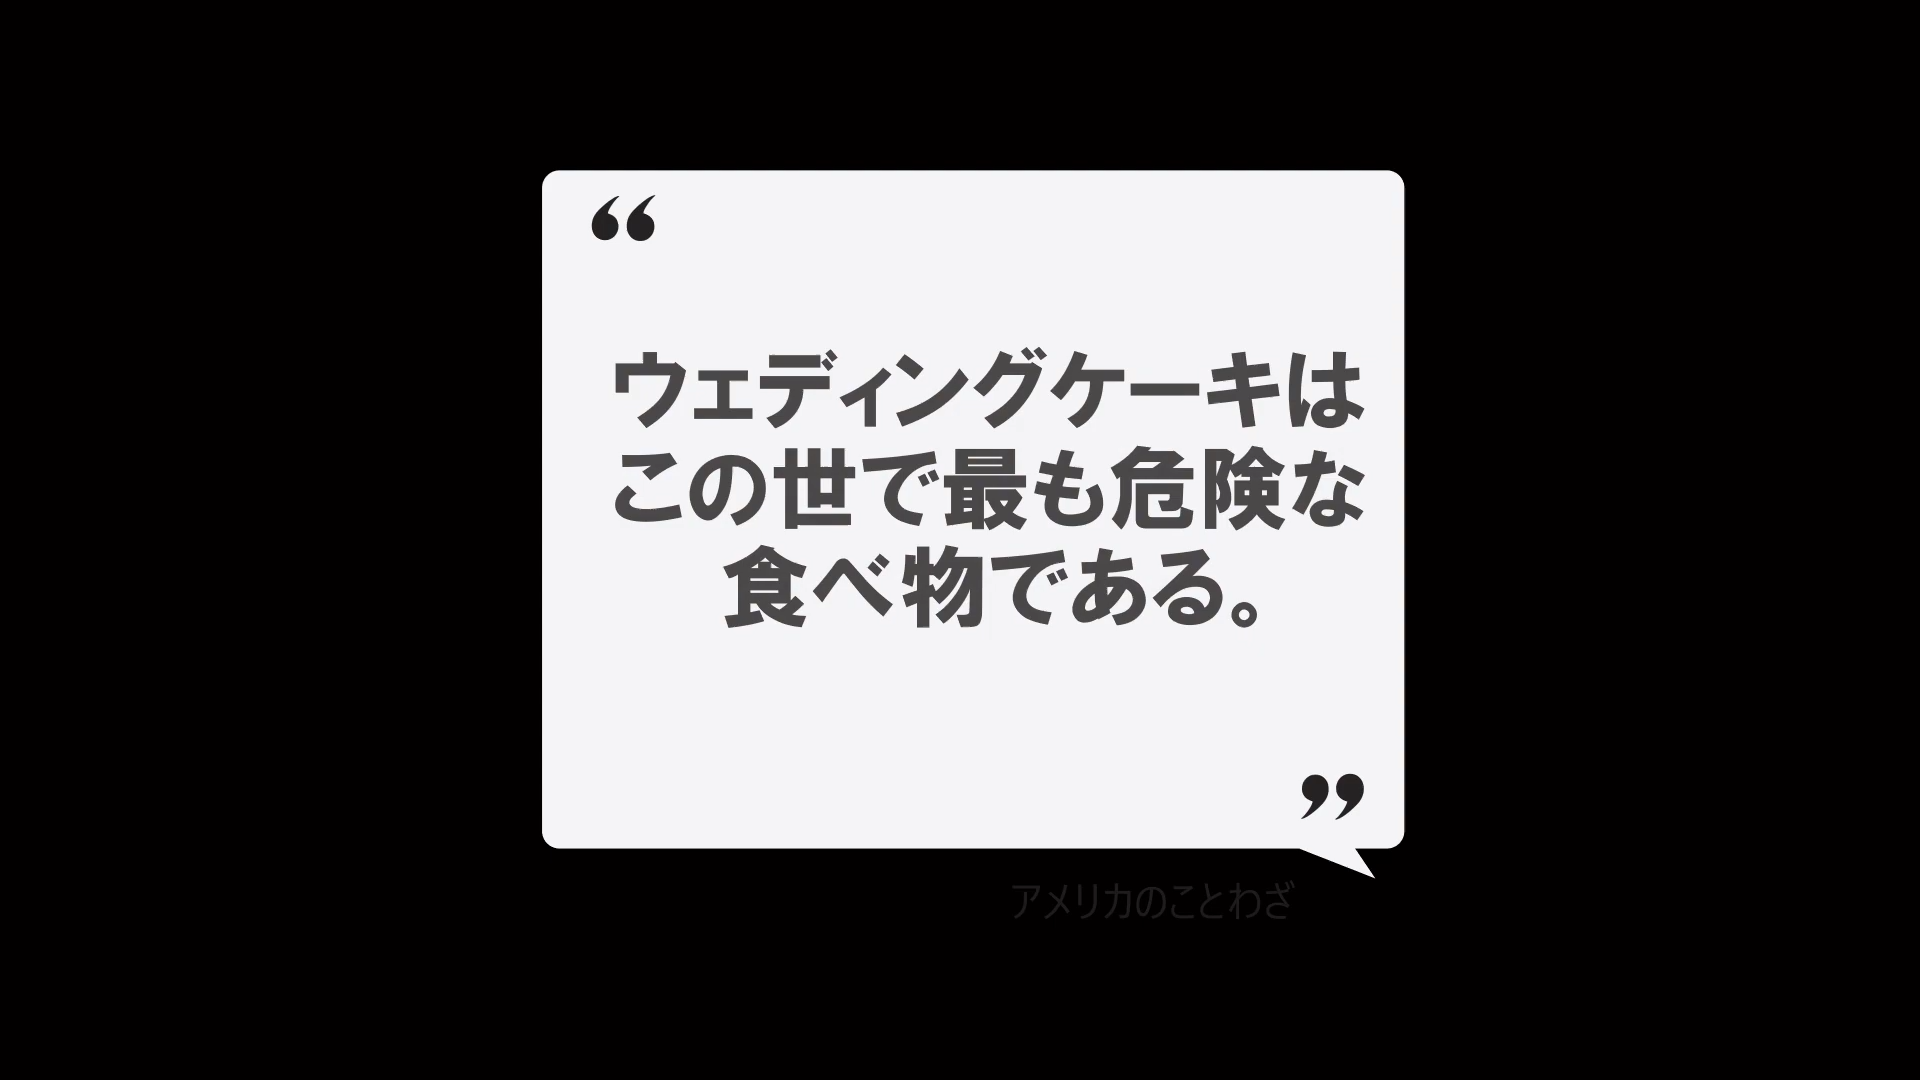 “
ウェディングケーキは
この世で最も危険な
食べ物である。
”
アメリカのことわざ